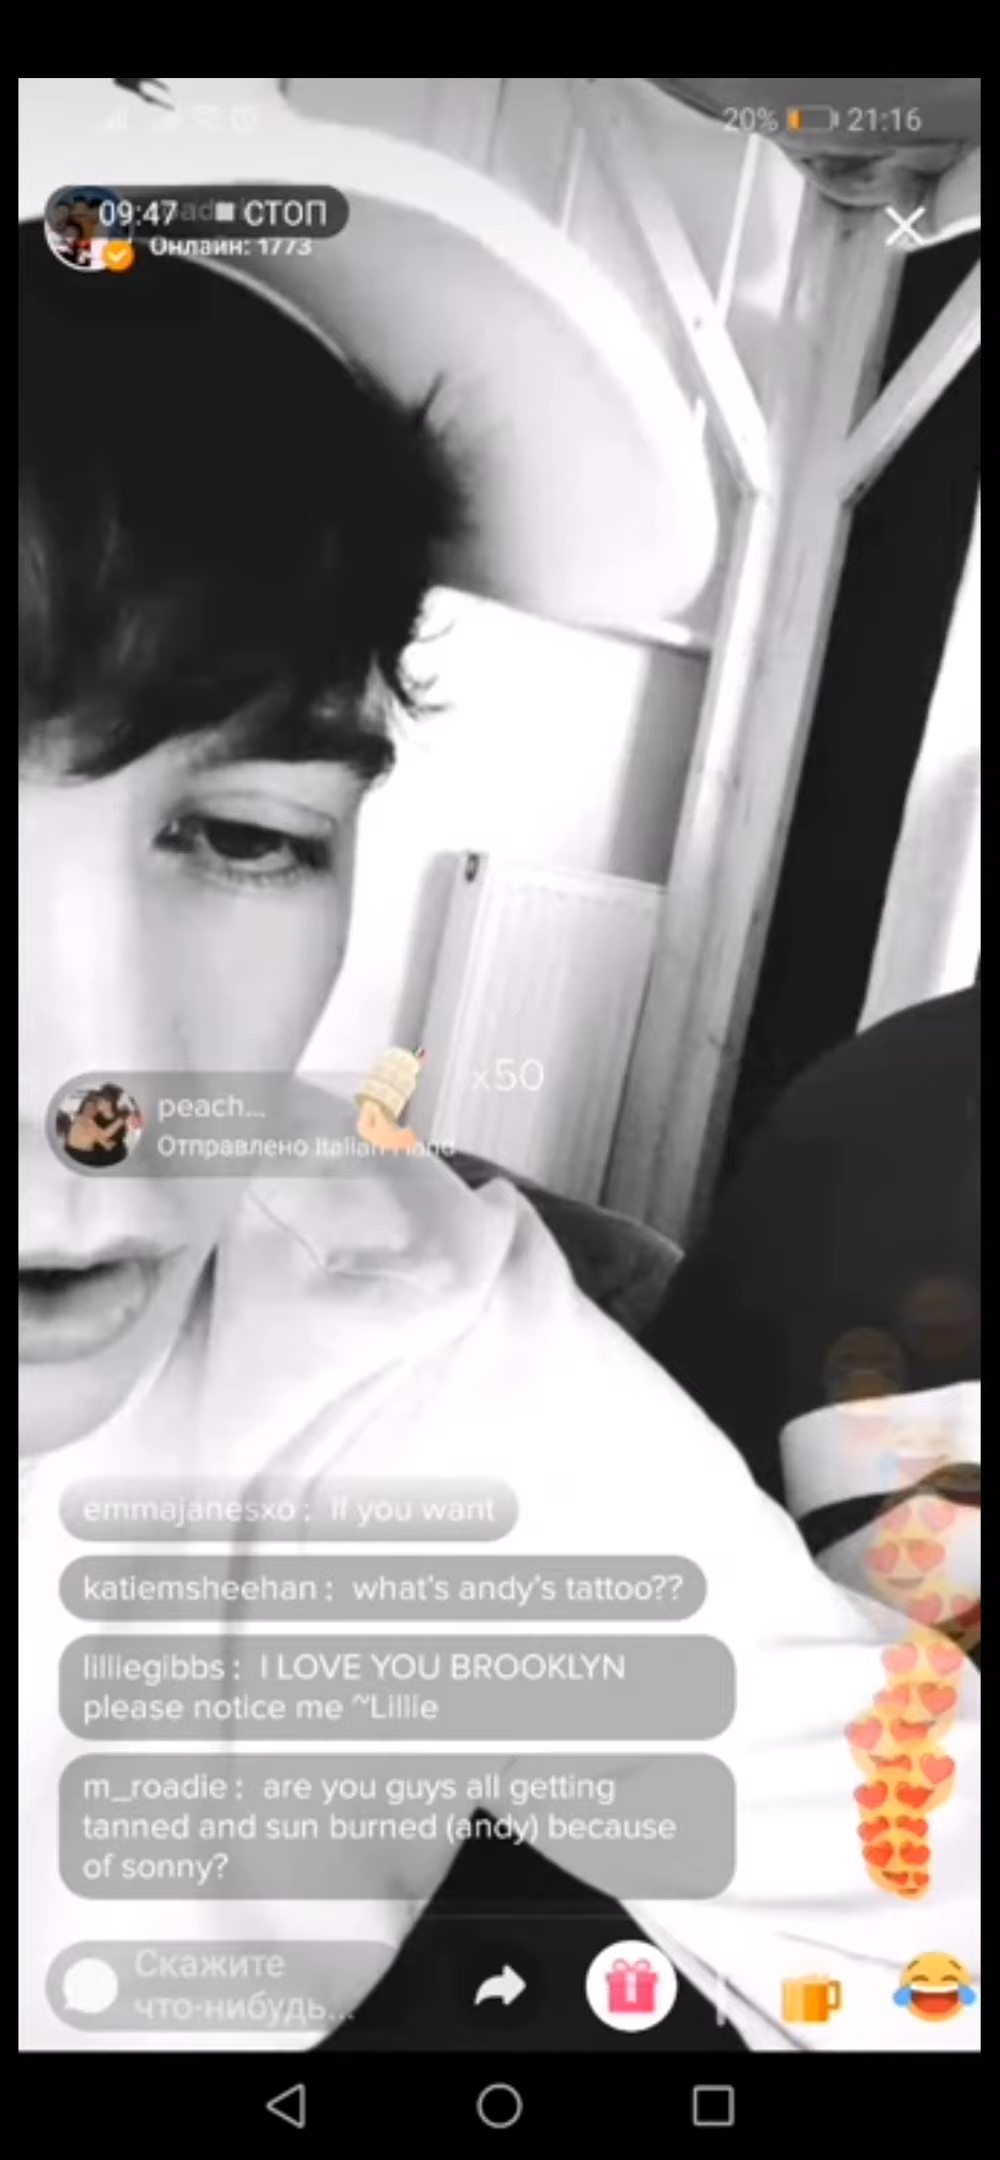 20% 21:16
09:47 СТОП
Онлайн: 1773
x50
peach...
Отправлено Italian Hand
emmajanesxo: If you want
katiemsheehan: what's andy's tattoo??
lilliegibbs: I LOVE YOU BROOKLYN
please notice me ~Lillie
m_roadie: are you guys all getting
tanned and sun burned (andy) because
of sonny?
Скажите
что-нибудь...